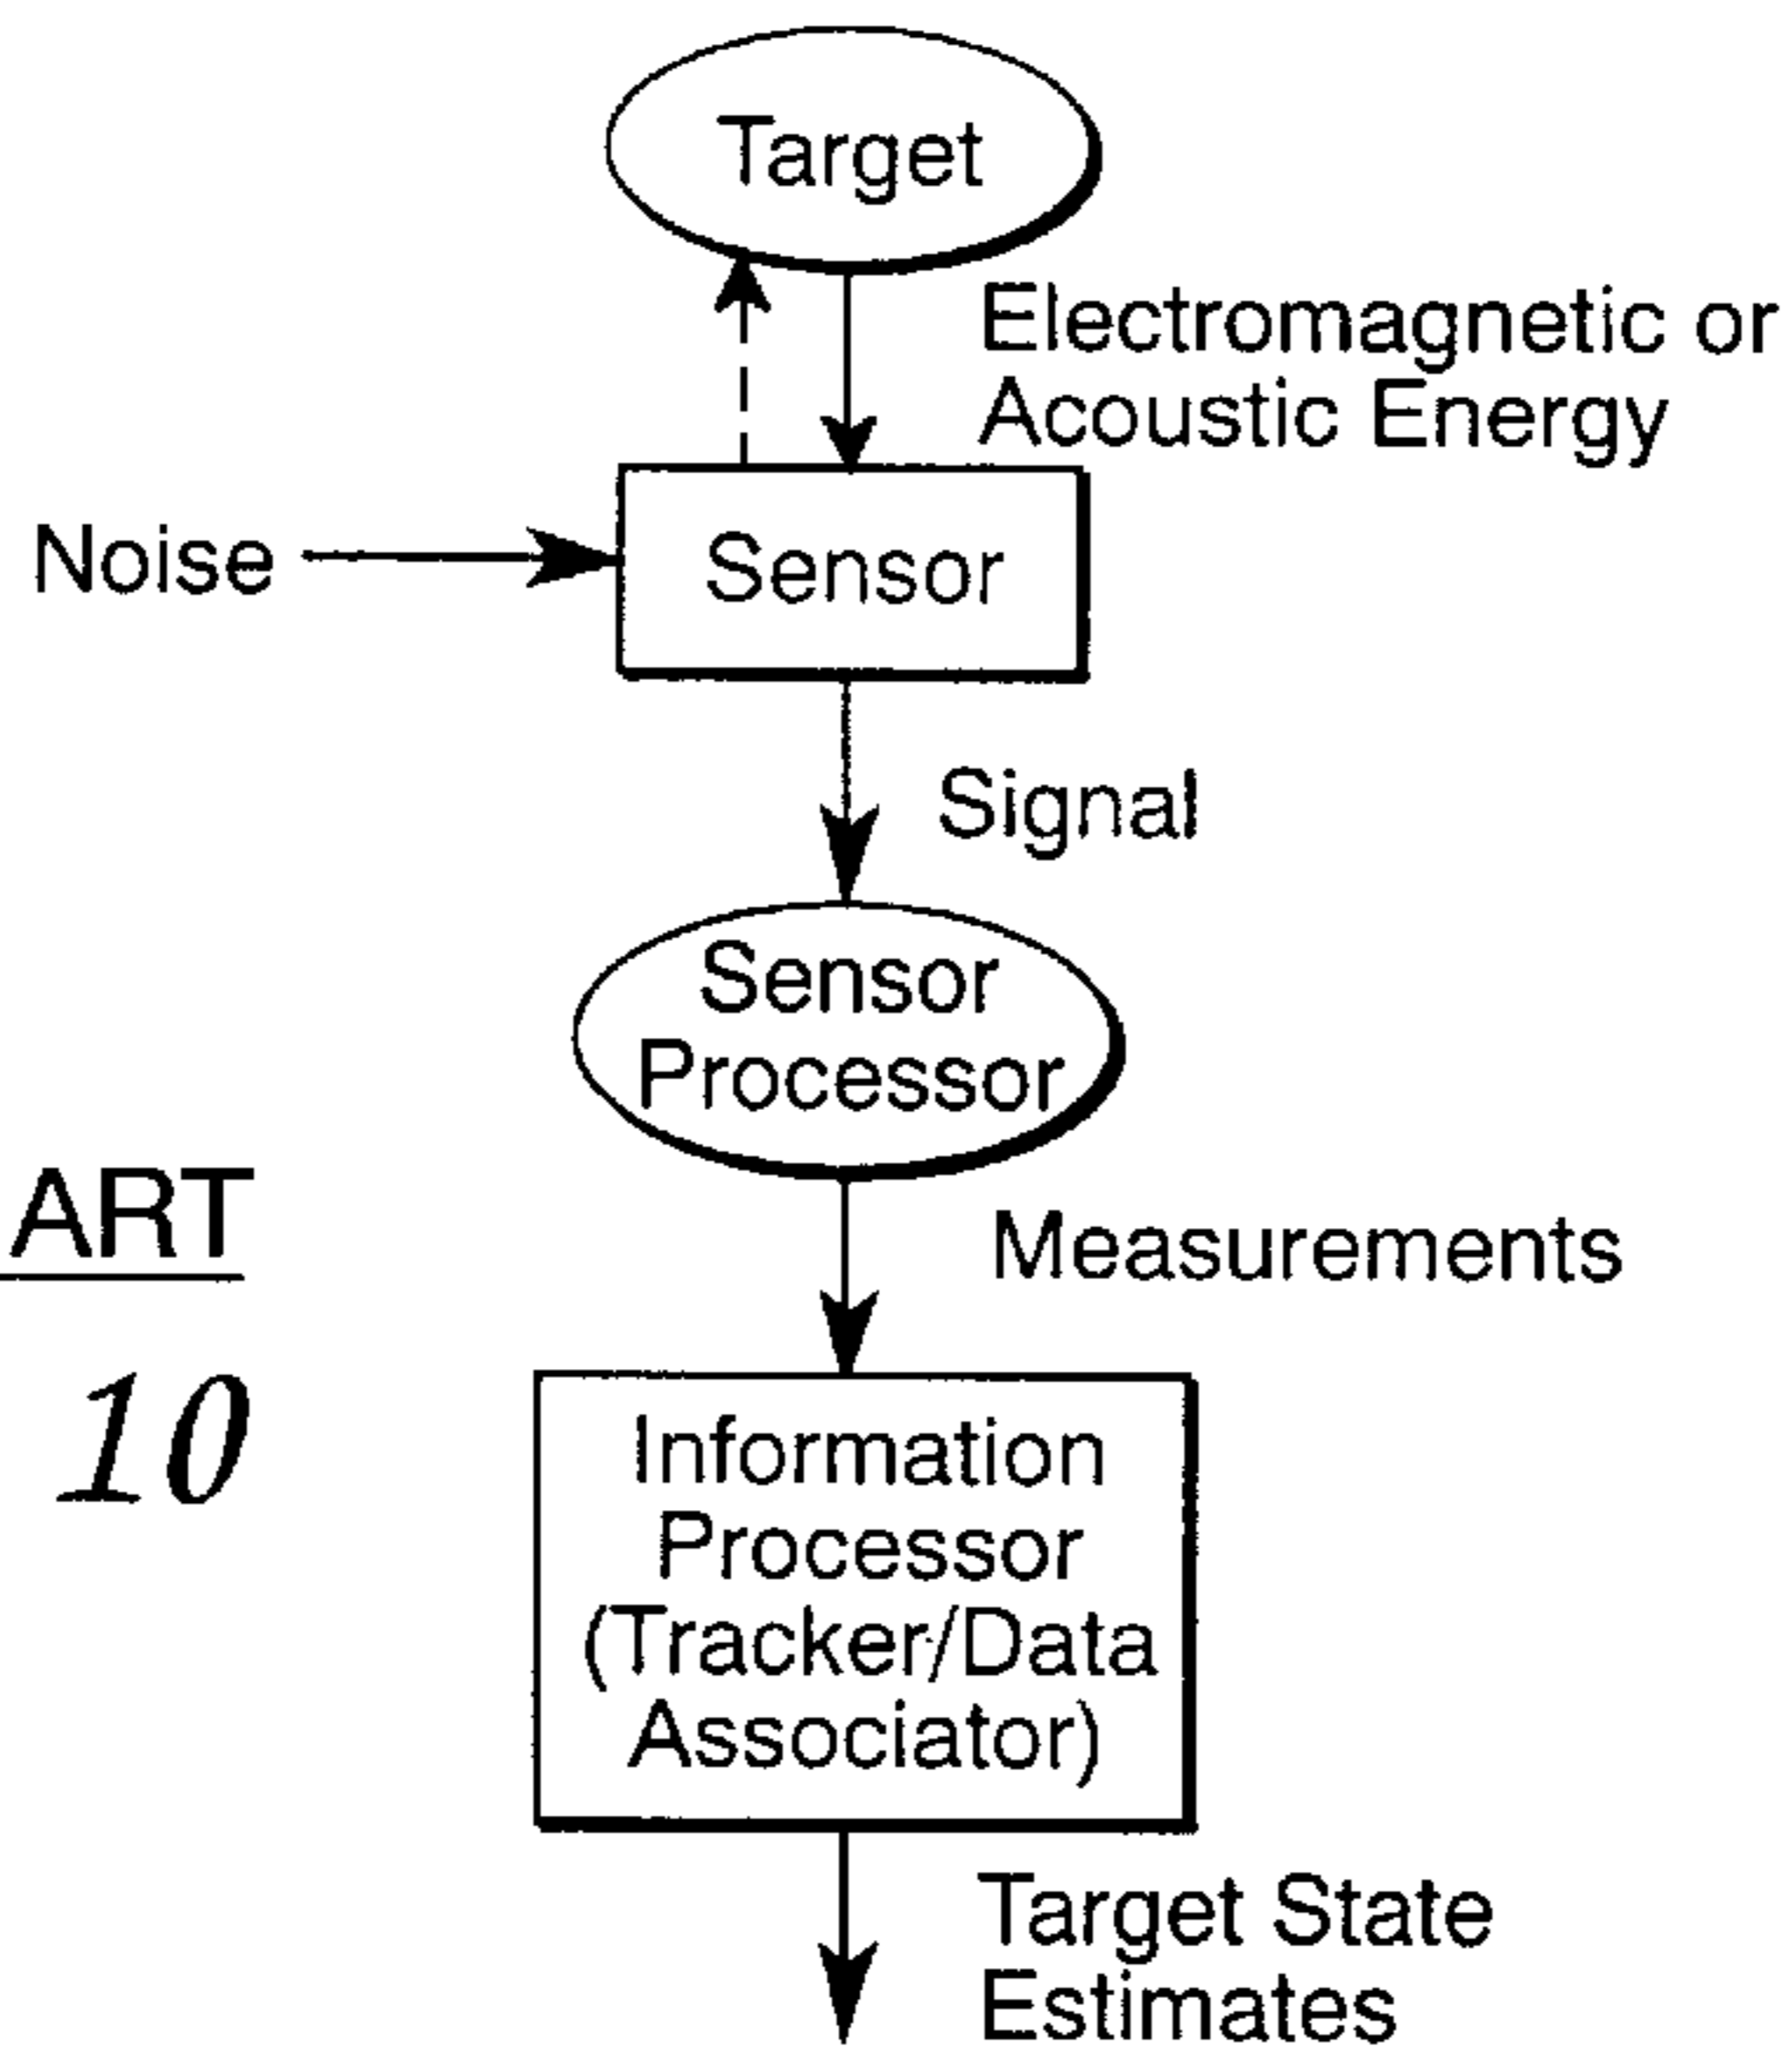 Target
Electromagnetic or
Acoustic Energy
Noise
Sensor
Signal
Sensor
Processor
ART
Measurements
10
Information
Processor
(Tracker/Data
Associator)
Target State
Estimates